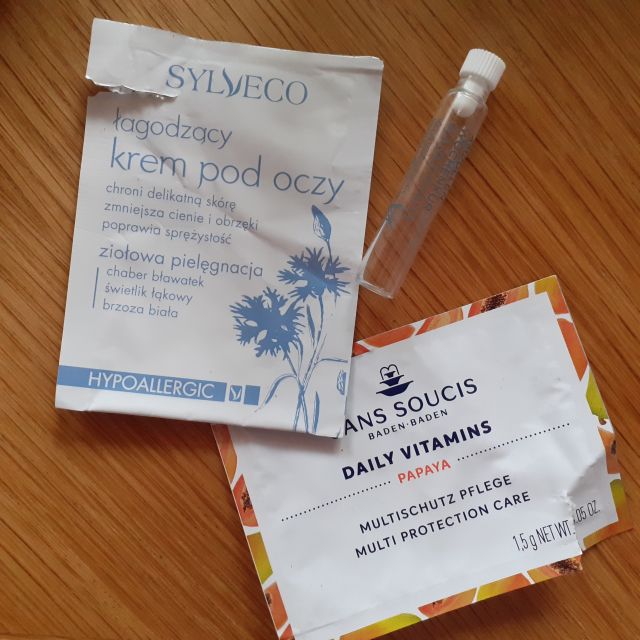 SYLVECO
łagodzący
krem pod oczy
chroni delikatną skórę
zmniejsza cienie i obrzęki
poprawia sprężystość
ziołowa pielęgnacja
chaber bławatek
świetlik łąkowy
brzoza biała
HYPOALLERGIC
ANS SOUCIS
BADEN-BADEN
DAILY VITAMINS
PAPAYA
MULTISCHUTZ PFLEGE
MULTI PROTECTION CARE
1,5 g NET WT. .05 OZ.